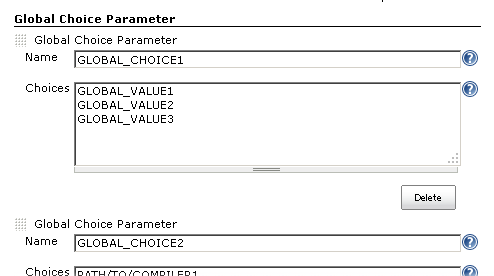 Global Choice Parameter
Global Choice Parameter
Name GLOBAL_CHOICE1
Choices GLOBAL_VALUE1
GLOBAL_VALUE2
GLOBAL_VALUE3
Delete
Global Choice Parameter
Name GLOBAL_CHOICE2
Choices PATH/TO/COMPILER1